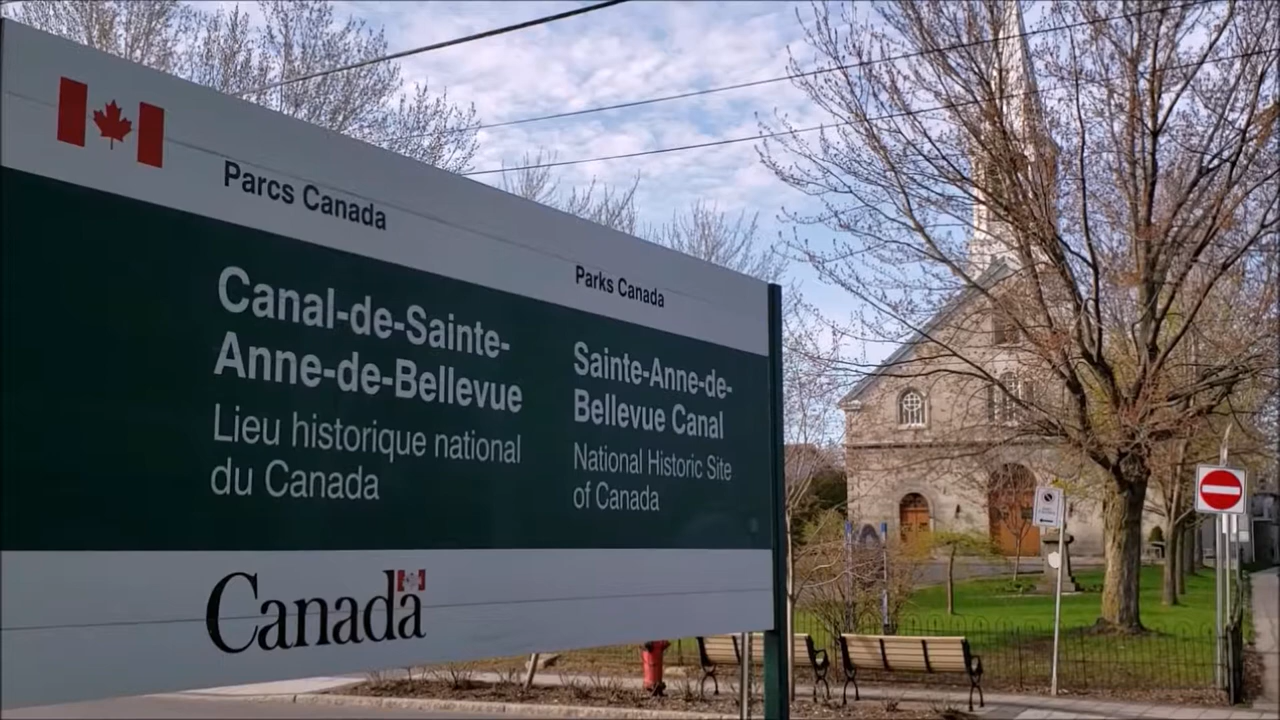 Parcs Canada
Parks Canada
Canal-de-Sainte-
Anne-de-Bellevue
Lieu historique national
du Canada
Sainte-Anne-de-
Bellevue Canal
National Historic Site
of Canada
Canada